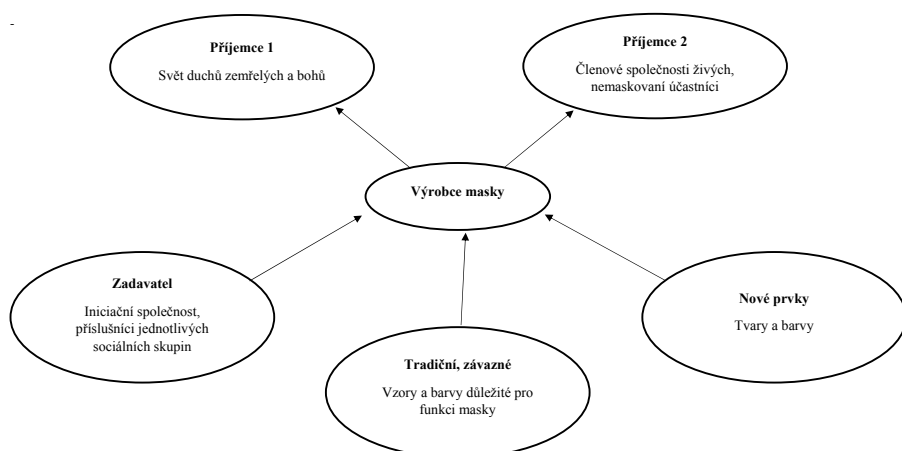 -
Příjemce 1
Svět duchů zemřelých a bohů
Příjemce 2
Členové společnosti živých,
nemaskovaní účastníci
Výrobce masky
Zadavatel
Iniciační společnost,
příslušníci jednotlivých
sociálních skupin
Tradiční, závazné
Vzory a barvy důležité pro
funkci masky
Nové prvky
Tvary a barvy